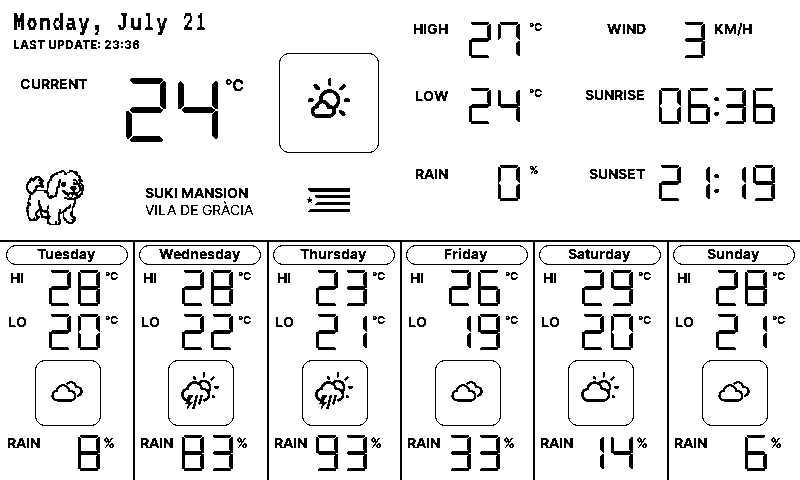 Monday, July 21
LAST UPDATE: 23:36
CURRENT 24 °C
HIGH 27 °C
WIND 3 KM/H
LOW 24 °C
SUNRISE 06:36
RAIN 0 %
SUNSET 21:19
SUKI MANSION
VILA DE GRÀCIA
Tuesday
HI 28 °C
LO 20 °C
RAIN 8 %
Wednesday
HI 28 °C
LO 22 °C
RAIN 83 %
Thursday
HI 23 °C
LO 21 °C
RAIN 93 %
Friday
HI 26 °C
LO 19 °C
RAIN 33 %
Saturday
HI 29 °C
LO 20 °C
RAIN 14 %
Sunday
HI 28 °C
LO 21 °C
RAIN 6 %